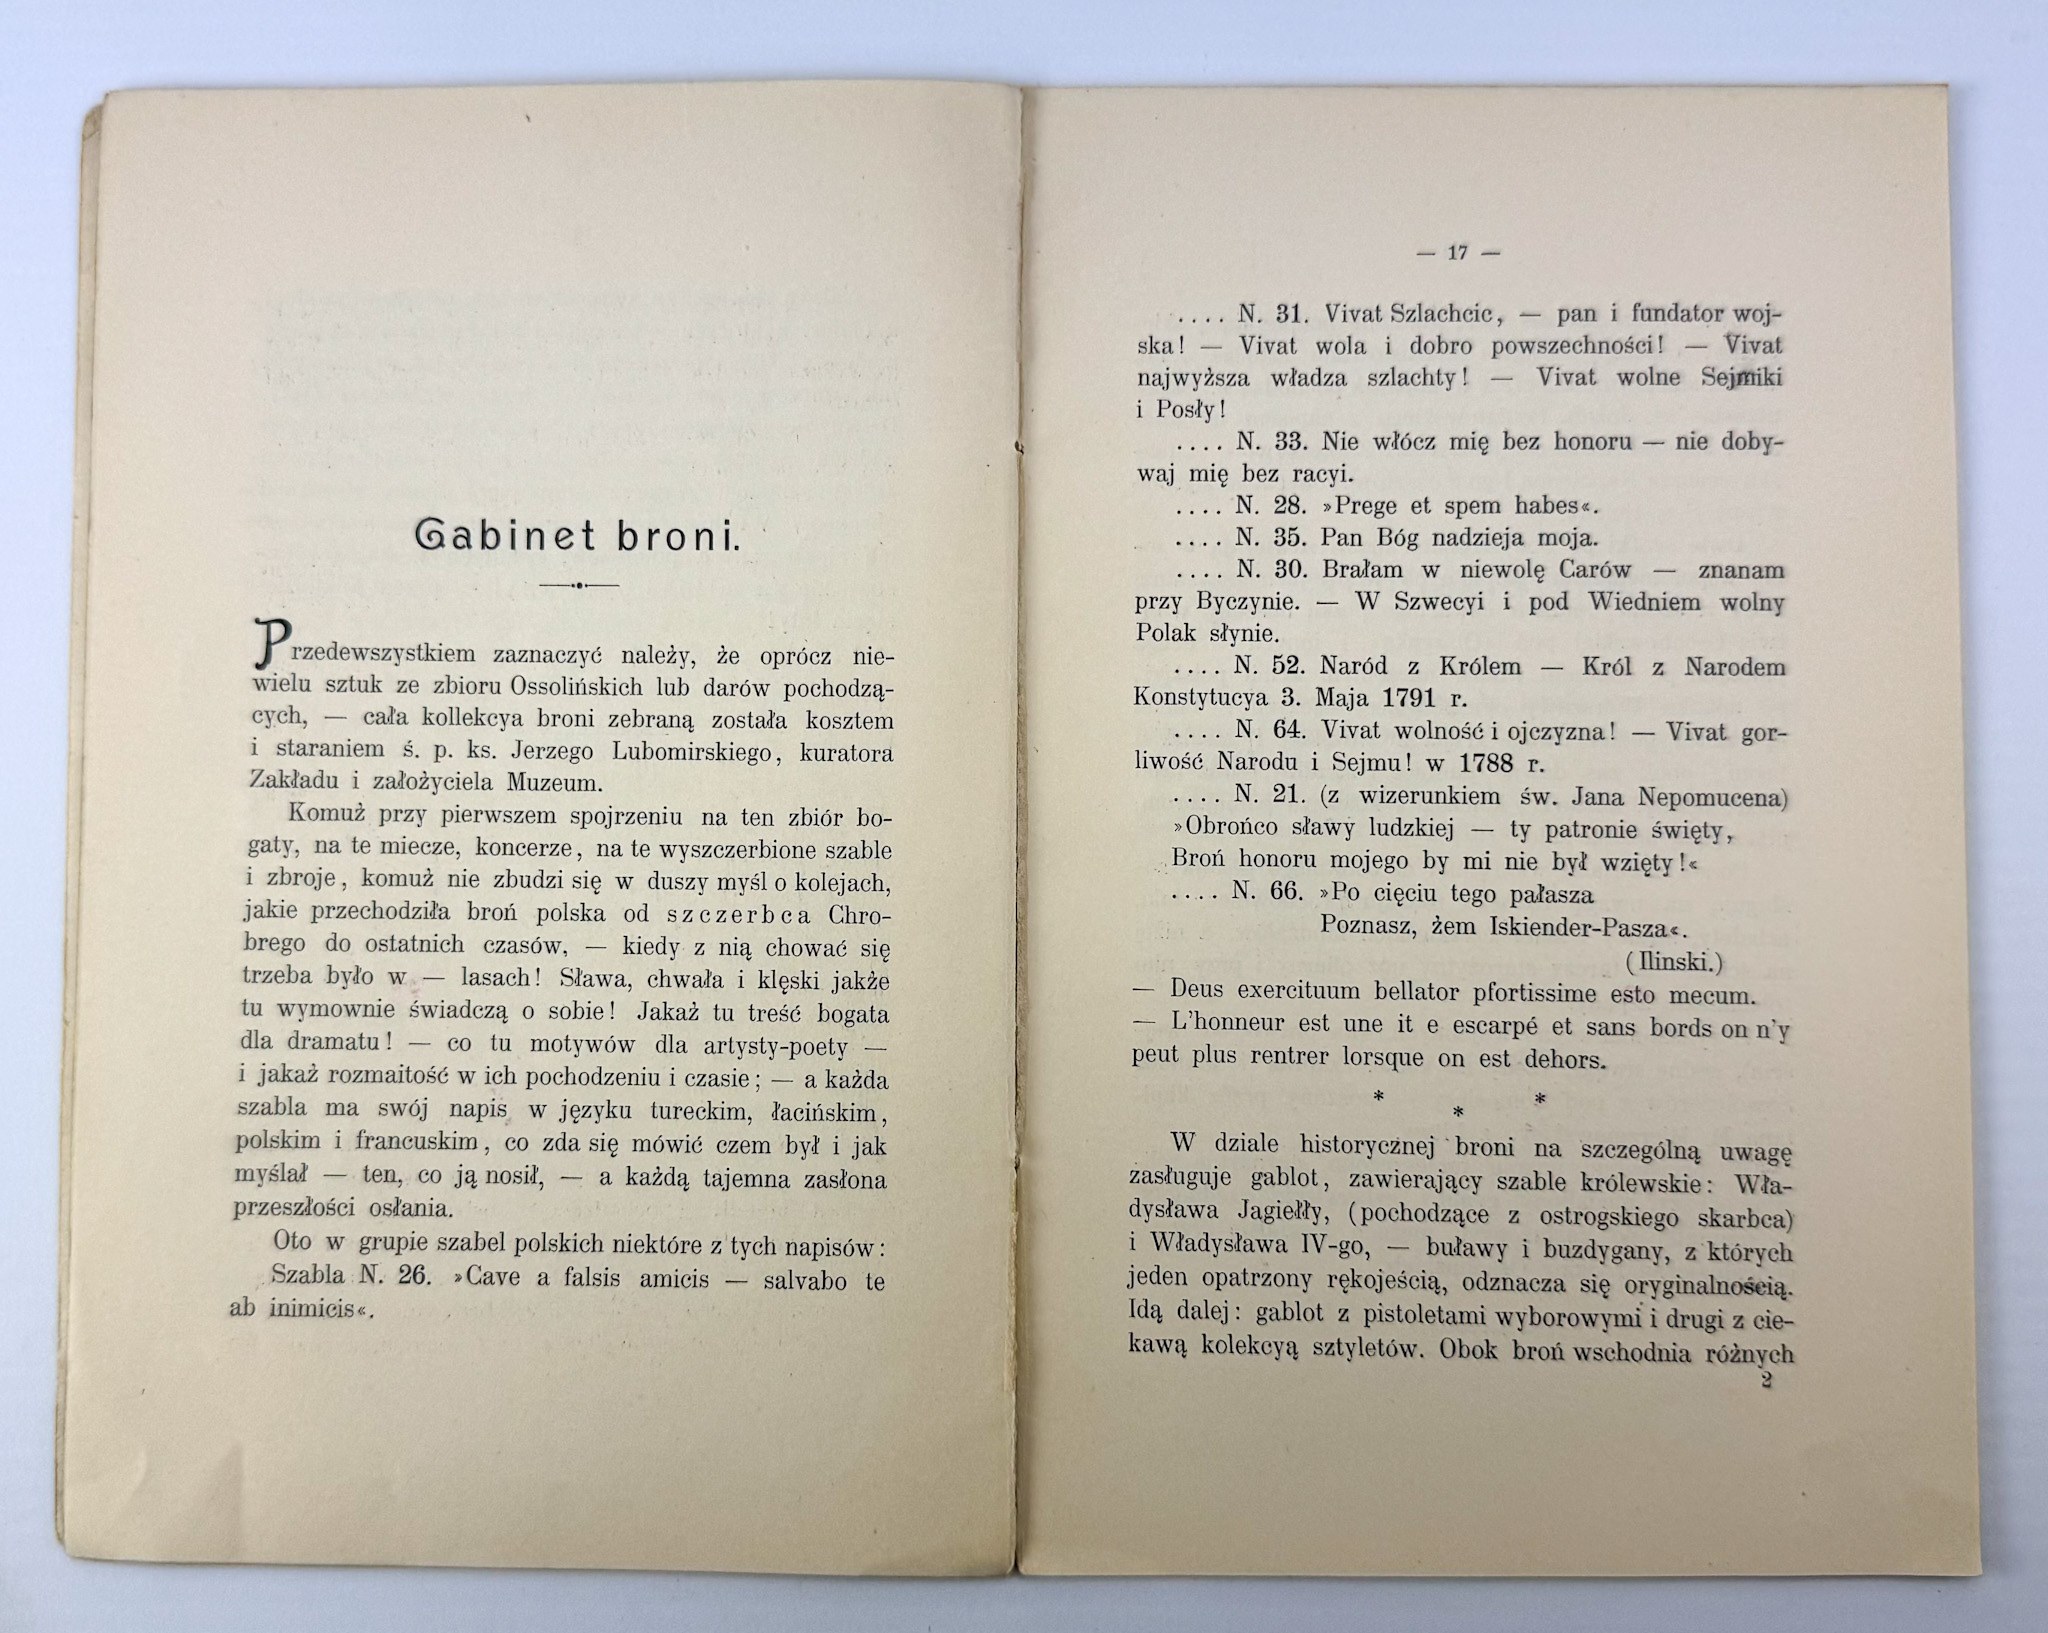 Gabinet broni.
Przedewszystkiem zaznaczyć należy, że oprócz nie-
wielu sztuk ze zbioru Ossolińskich lub darów pochodzą-
cych, — cała kollekcya broni zebraną została kosztem
i staraniem ś. p. ks. Jerzego Lubomirskiego, kuratora
Zakładu i założyciela Muzeum.
Komuż przy pierwszem spojrzeniu na ten zbiór bo-
gaty, na te miecze, koncerze, na te wyszczerbione szable
i zbroje, komuż nie zbudzi się w duszy myśl o kolejach,
jakie przechodziła broń polska od szczerbca Chro-
brego do ostatnich czasów, — kiedy z nią chować się
trzeba było w — lasach! Sława, chwała i klęski jakże
tu wymownie świadczą o sobie! Jakaż tu treść bogata
dla dramatu! — co tu motywów dla artysty-poety —
i jakaż rozmaitość w ich pochodzeniu i czasie; — a każda
szabla ma swój napis w języku tureckim, łacińskim,
polskim i francuskim, co zda się mówić czem był i jak
myślał — ten, co ją nosił, — a każdą tajemna zasłona
przeszłości osłania.
Oto w grupie szabel polskich niektóre z tych napisów:
Szabla N. 26. »Cave a falsis amicis — salvabo te
ab inimicis«.
— 17 —
.... N. 31. Vivat Szlachcic, — pan i fundator woj-
ska! — Vivat wola i dobro powszechności! — Vivat
najwyższa władza szlachty! — Vivat wolne Sejmiki
i Posły!
.... N. 33. Nie włócz mię bez honoru — nie doby-
waj mię bez racyi.
.... N. 28. »Prege et spem habes«.
.... N. 35. Pan Bóg nadzieja moja.
.... N. 30. Brałam w niewolę Carów — znanam
przy Byczynie. — W Szwecyi i pod Wiedniem wolny
Polak słynie.
.... N. 52. Naród z Królem — Król z Narodem
Konstytucya 3. Maja 1791 r.
.... N. 64. Vivat wolność i ojczyzna! — Vivat gor-
liwość Narodu i Sejmu! w 1788 r.
.... N. 21. (z wizerunkiem św. Jana Nepomucena)
»Obrońco sławy ludzkiej — ty patronie święty,
Broń honoru mojego by mi nie był wzięty!«
.... N. 66. »Po cięciu tego pałasza
Poznasz, żem Iskiender-Pasza«.
(Ilinski.)
— Deus exercituum bellator pfortissime esto mecum.
— L'honneur est une it e escarpé et sans bords on n'y
peut plus rentrer lorsque on est dehors.
* * *
W dziale historycznej broni na szczególną uwagę
zasługuje gablot, zawierający szable królewskie: Wła-
dysława Jagiełły, (pochodzące z ostrogskiego skarbca)
i Władysława IV-go, — buławy i buzdygany, z których
jeden opatrzony rękojeścią, odznacza się oryginalnością.
Idą dalej: gablot z pistoletami wyborowymi i drugi z cie-
kawą kolekcyą sztyletów. Obok broń wschodnia różnych
2